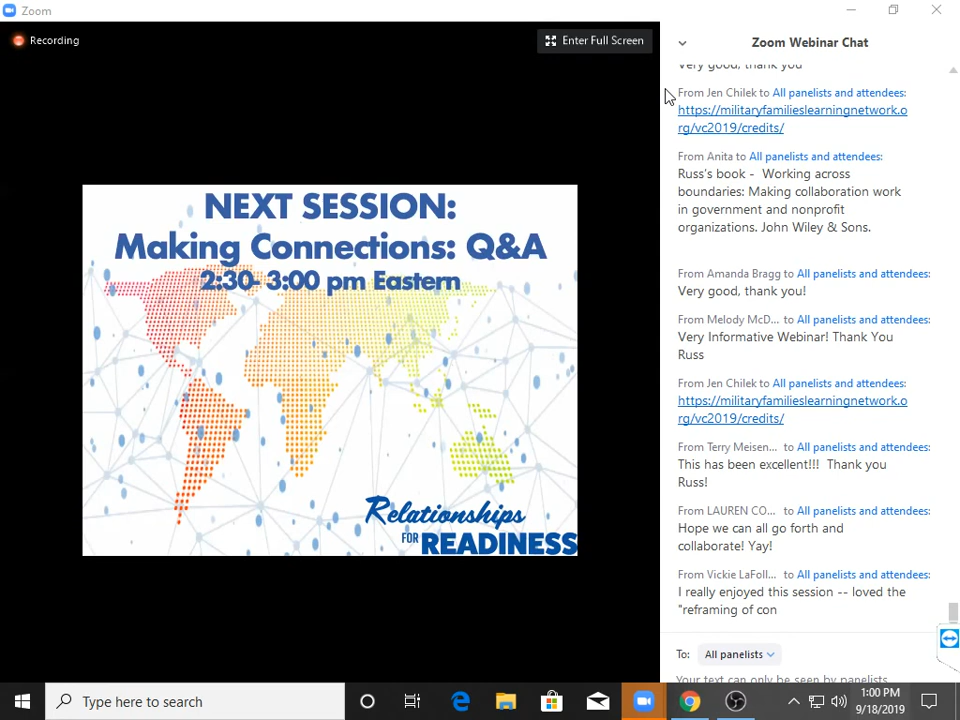 Zoom
Recording
Enter Full Screen
NEXT SESSION:
Making Connections: Q&A
2:30- 3:00 pm Eastern
Relationships
FOR READINESS
Zoom Webinar Chat
Very good, thank you
From Jen Chilek to All panelists and attendees:
https://militaryfamilieslearningnetwork.o
rg/vc2019/credits/
From Anita to All panelists and attendees:
Russ's book -  Working across
boundaries: Making collaboration work
in government and nonprofit
organizations. John Wiley & Sons.
From Amanda Bragg to All panelists and attendees:
Very good, thank you!
From Melody McD... to All panelists and attendees:
Very Informative Webinar! Thank You
Russ
From Jen Chilek to All panelists and attendees:
https://militaryfamilieslearningnetwork.o
rg/vc2019/credits/
From Terry Meisen... to All panelists and attendees:
This has been excellent!!!  Thank you
Russ!
From LAUREN CO... to All panelists and attendees:
Hope we can all go forth and
collaborate! Yay!
From Vickie LaFoll... to All panelists and attendees:
I really enjoyed this session -- loved the
"reframing of con
To: All panelists
Your text can only be seen by panelists
Type here to search
1:00 PM
9/18/2019